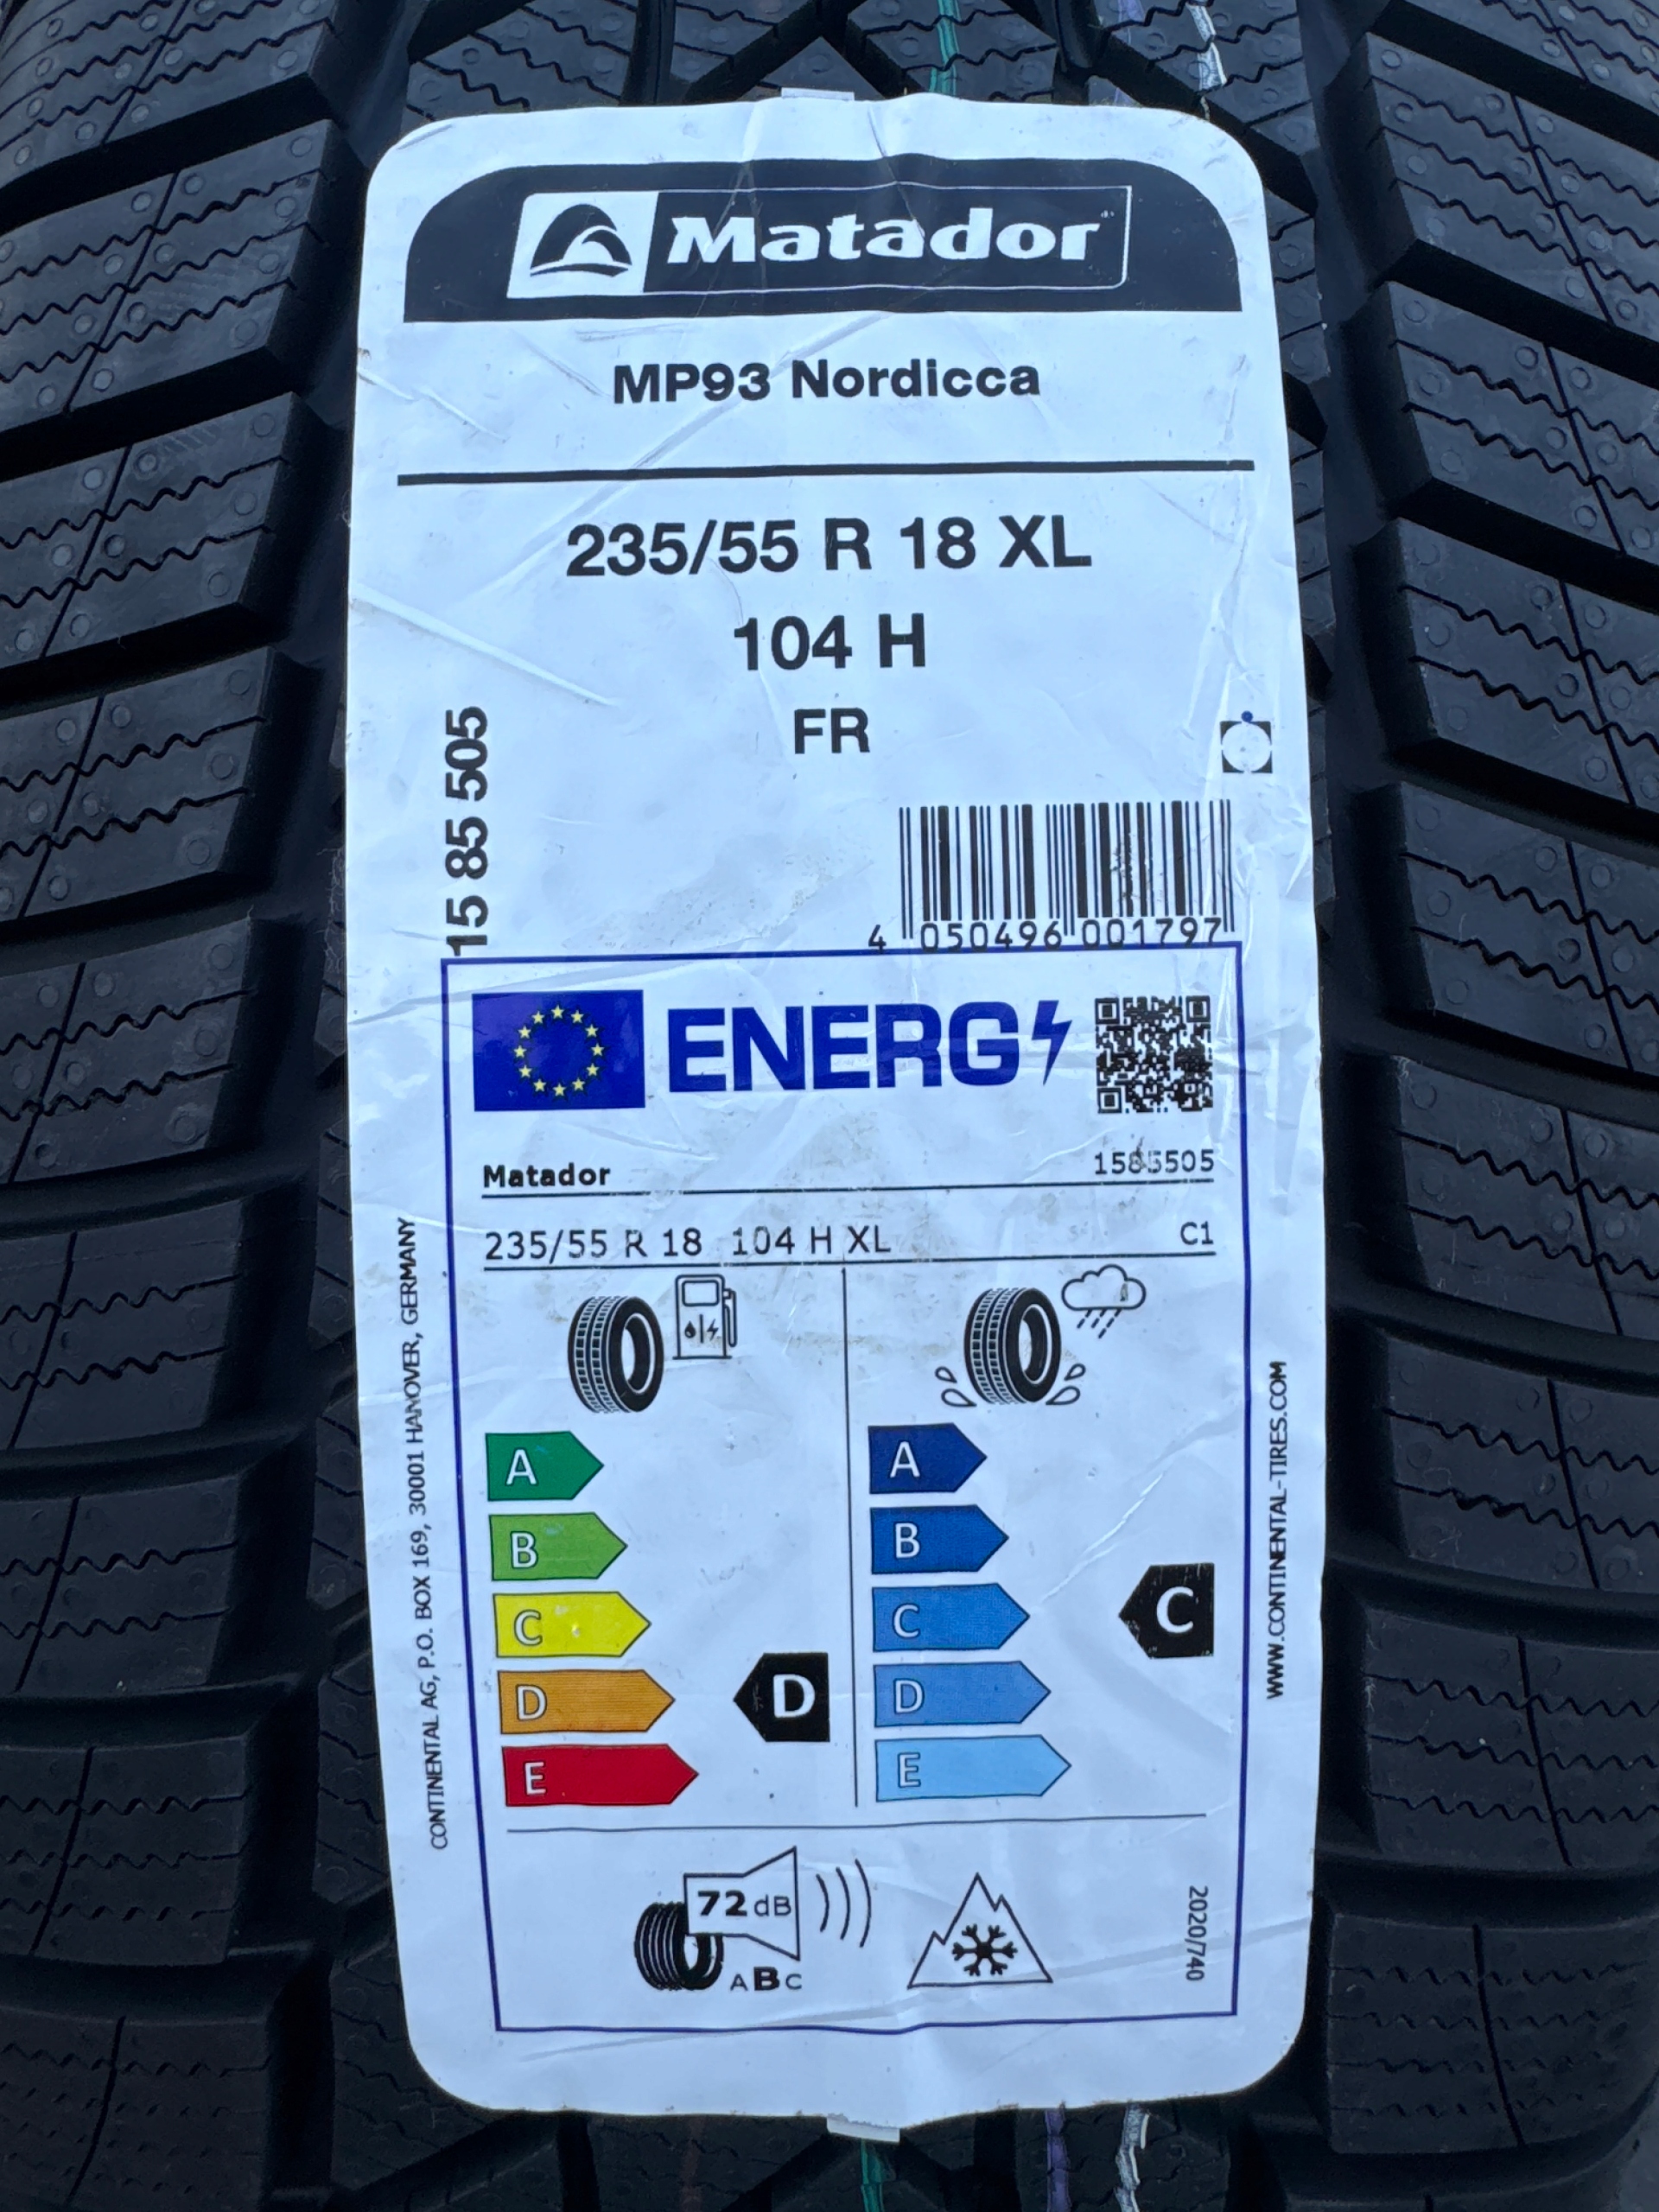 Matador
MP93 Nordicca
235/55 R 18 XL
104 H
FR
15 85 505
4 050496 001797
ENERG
Matador
1585505
235/55 R 18 104 H XL
C1
A
B
C
D
E
D
A
B
C
D
E
C
72 dB
ABC
2020/740
CONTINENTAL AG, P.O. BOX 169, 30001 HANOVER, GERMANY
WWW.CONTINENTAL-TIRES.COM